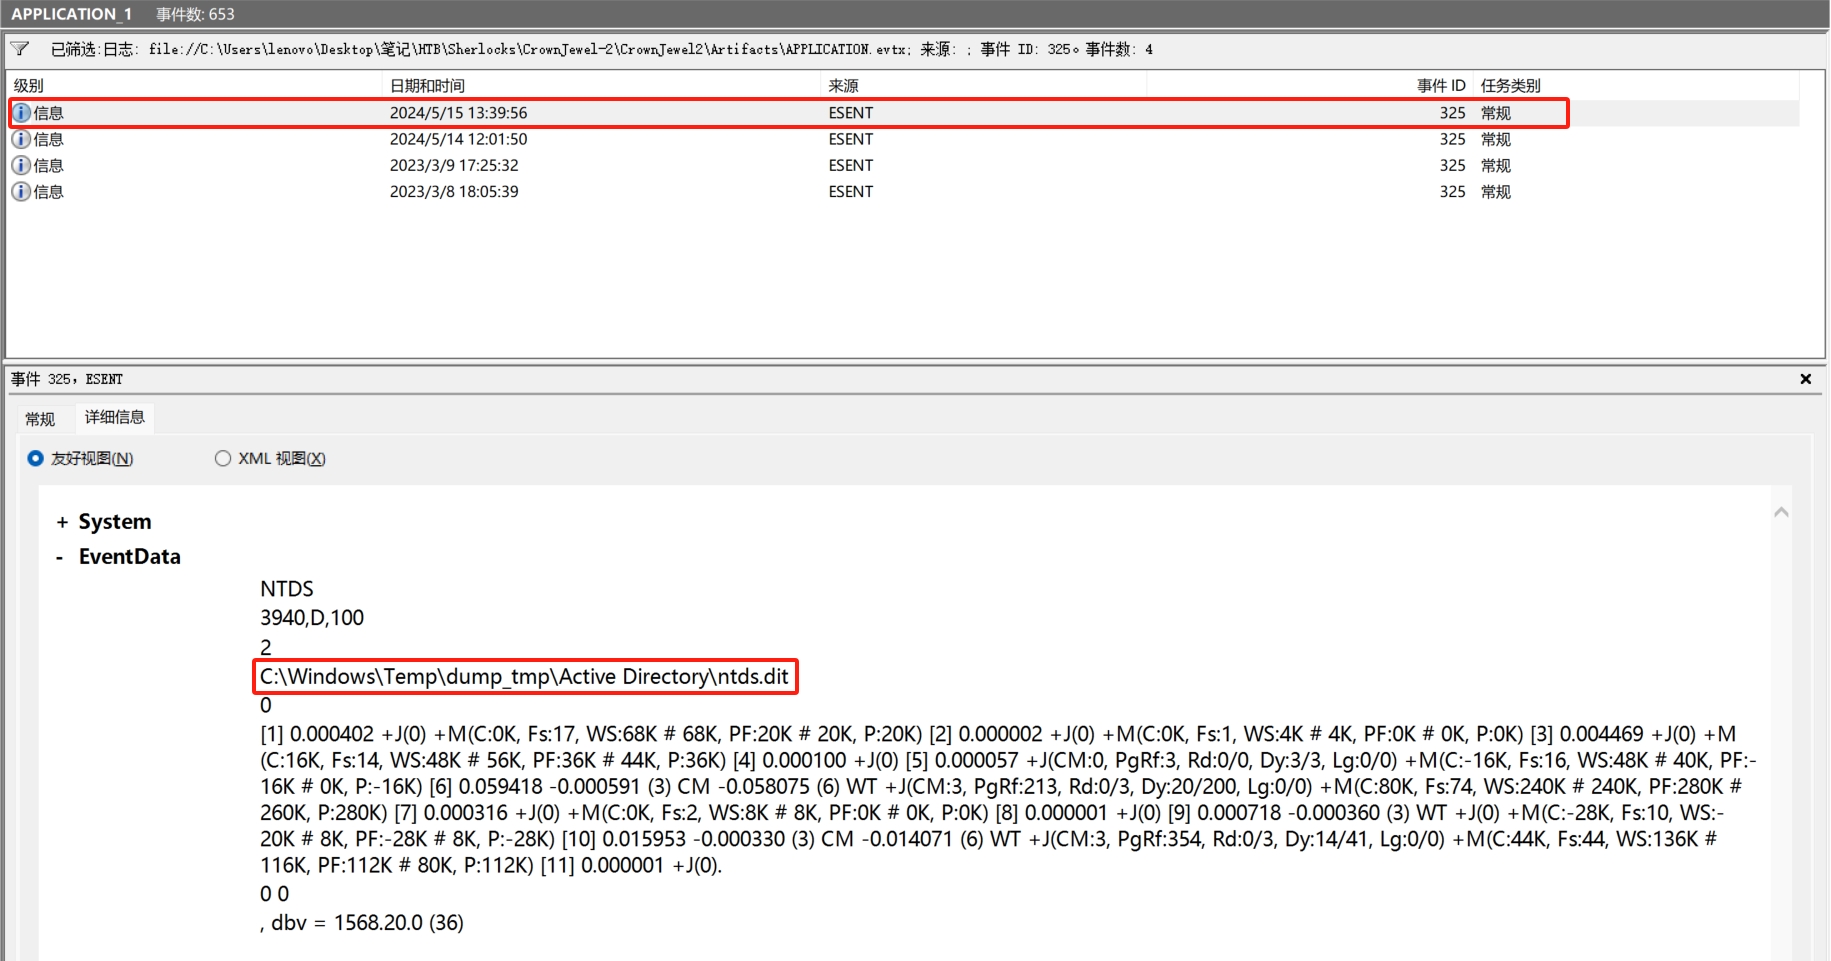 APPLICATION_1 事件数: 653
已筛选:日志: file://C:\Users\lenovo\Desktop\笔记\HTB\Sherlocks\CrownJewel-2\CrownJewel2\Artifacts\APPLICATION.evtx; 来源: ; 事件 ID: 325。事件数: 4
级别 日期和时间 来源 事件 ID 任务类别
信息 2024/5/15 13:39:56 ESENT 325 常规
信息 2024/5/14 12:01:50 ESENT 325 常规
信息 2023/3/9 17:25:32 ESENT 325 常规
信息 2023/3/8 18:05:39 ESENT 325 常规
事件 325, ESENT
常规 详细信息
友好视图(N) XML 视图(X)
+ System
- EventData
NTDS
3940,D,100
2
C:\Windows\Temp\dump_tmp\Active Directory\ntds.dit
0
[1] 0.000402 +J(0) +M(C:0K, Fs:17, WS:68K # 68K, PF:20K # 20K, P:20K) [2] 0.000002 +J(0) +M(C:0K, Fs:1, WS:4K # 4K, PF:0K # 0K, P:0K) [3] 0.004469 +J(0) +M
(C:16K, Fs:14, WS:48K # 56K, PF:36K # 44K, P:36K) [4] 0.000100 +J(0) [5] 0.000057 +J(CM:0, PgRf:3, Rd:0/0, Dy:3/3, Lg:0/0) +M(C:-16K, Fs:16, WS:48K # 40K, PF:-
16K # 0K, P:-16K) [6] 0.059418 -0.000591 (3) CM -0.058075 (6) WT +J(CM:3, PgRf:213, Rd:0/3, Dy:20/200, Lg:0/0) +M(C:80K, Fs:74, WS:240K # 240K, PF:280K #
260K, P:280K) [7] 0.000316 +J(0) +M(C:0K, Fs:2, WS:8K # 8K, PF:0K # 0K, P:0K) [8] 0.000001 +J(0) [9] 0.000718 -0.000360 (3) WT +J(0) +M(C:-28K, Fs:10, WS:-
20K # 8K, PF:-28K # 8K, P:-28K) [10] 0.015953 -0.000330 (3) CM -0.014071 (6) WT +J(CM:3, PgRf:354, Rd:0/3, Dy:14/41, Lg:0/0) +M(C:44K, Fs:44, WS:136K #
116K, PF:112K # 80K, P:112K) [11] 0.000001 +J(0).
0 0
, dbv = 1568.20.0 (36)